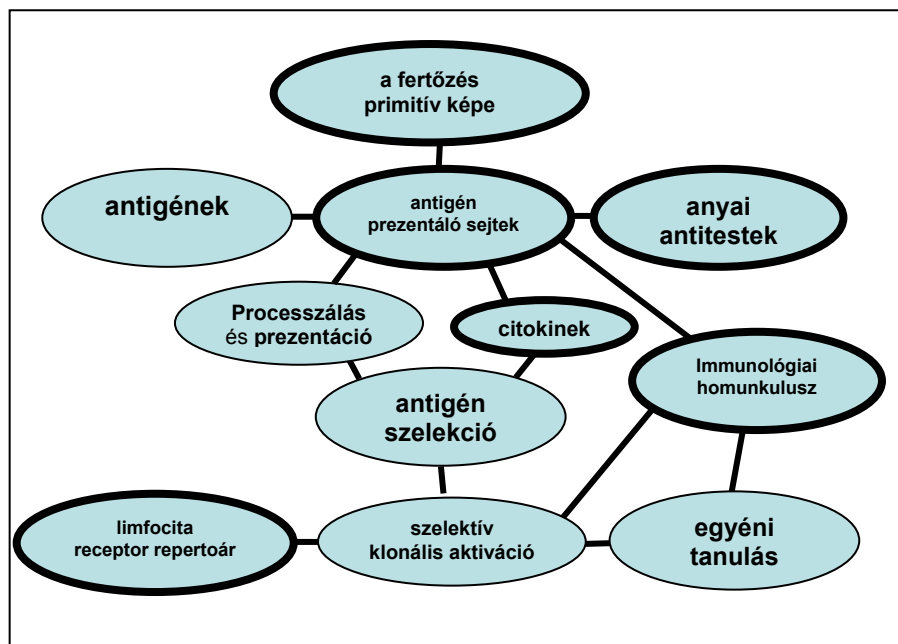 a fertőzés
primitív képe
antigének
antigén
prezentáló sejtek
anyai
antitestek
Processzálás
és prezentáció
citokinek
Immunológiai
homunkulusz
antigén
szelekció
limfocita
receptor repertoár
szelektív
klonális aktiváció
egyéni
tanulás